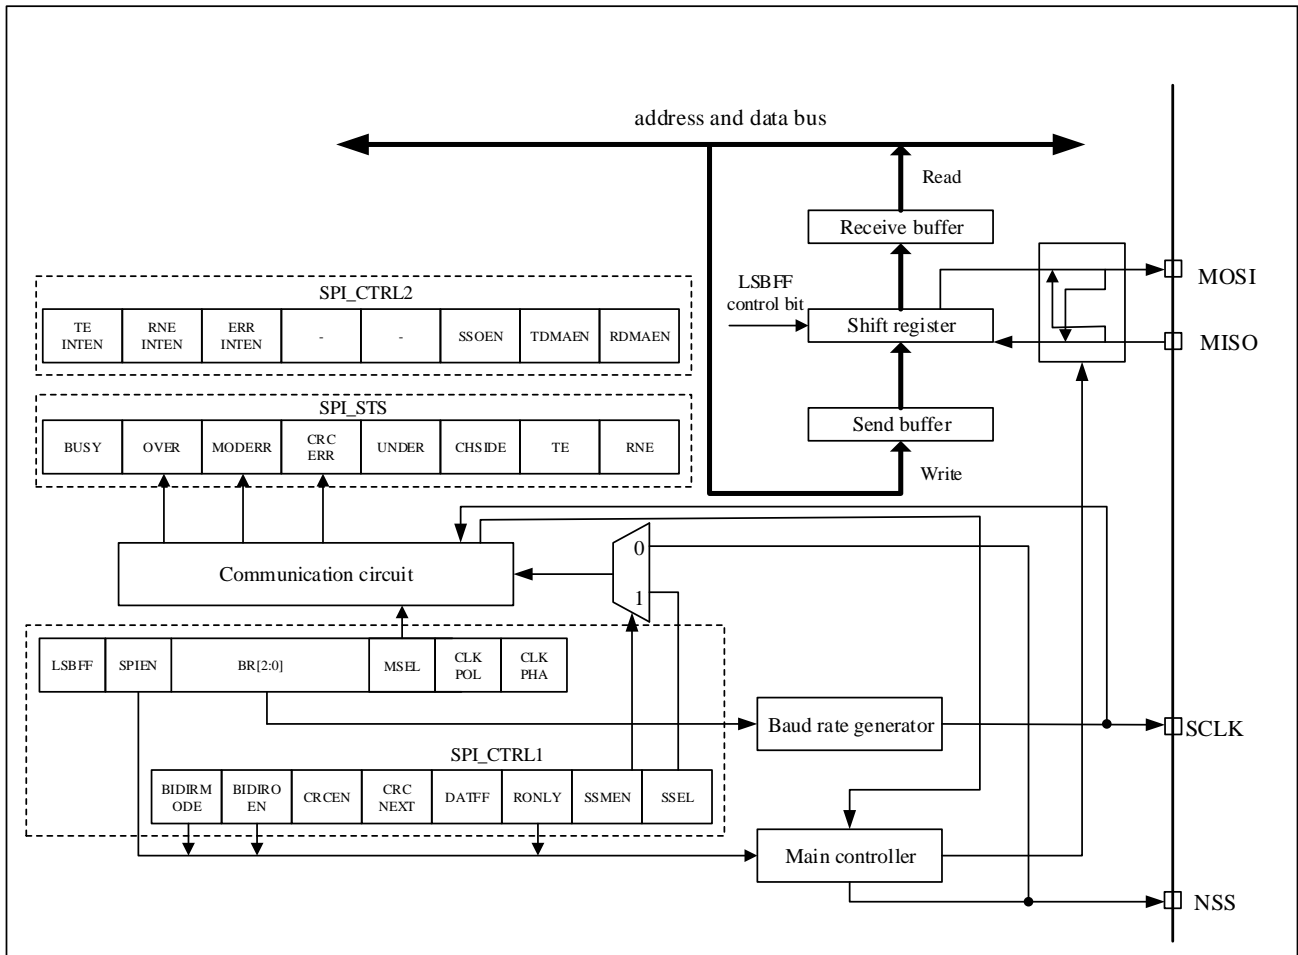 address and data bus
Read
Receive buffer
MOSI
LSBFF
control bit
Shift register
MISO
SPI_CTRL2
TE
INTEN
RNE
INTEN
ERR
INTEN
-
-
SSOEN
TDMAEN
RDMAEN
Send buffer
Write
SPI_STS
BUSY
OVER
MODERR
CRC
ERR
UNDER
CHSIDE
TE
RNE
0
1
Communication circuit
LSBFF
SPIEN
BR[2:0]
MSEL
CLK
POL
CLK
PHA
Baud rate generator
SCLK
SPI_CTRL1
BIDIRM
ODE
BIDIRO
EN
CRCEN
CRC
NEXT
DATFF
RONLY
SSMEN
SSEL
Main controller
NSS